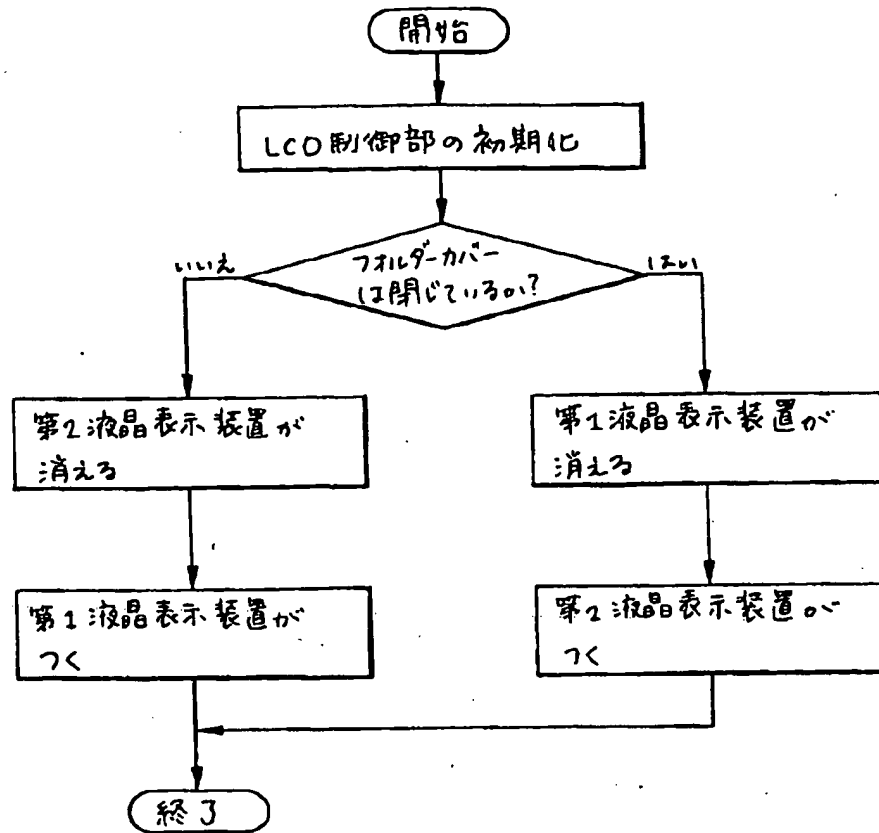 開始
LCD制御部の初期化
フォルダーカバー
は閉じているか?
いいえ
はい
第2液晶表示装置が
消える
第1液晶表示装置が
消える
第1液晶表示装置が
つく
第2液晶表示装置が
つく
終了